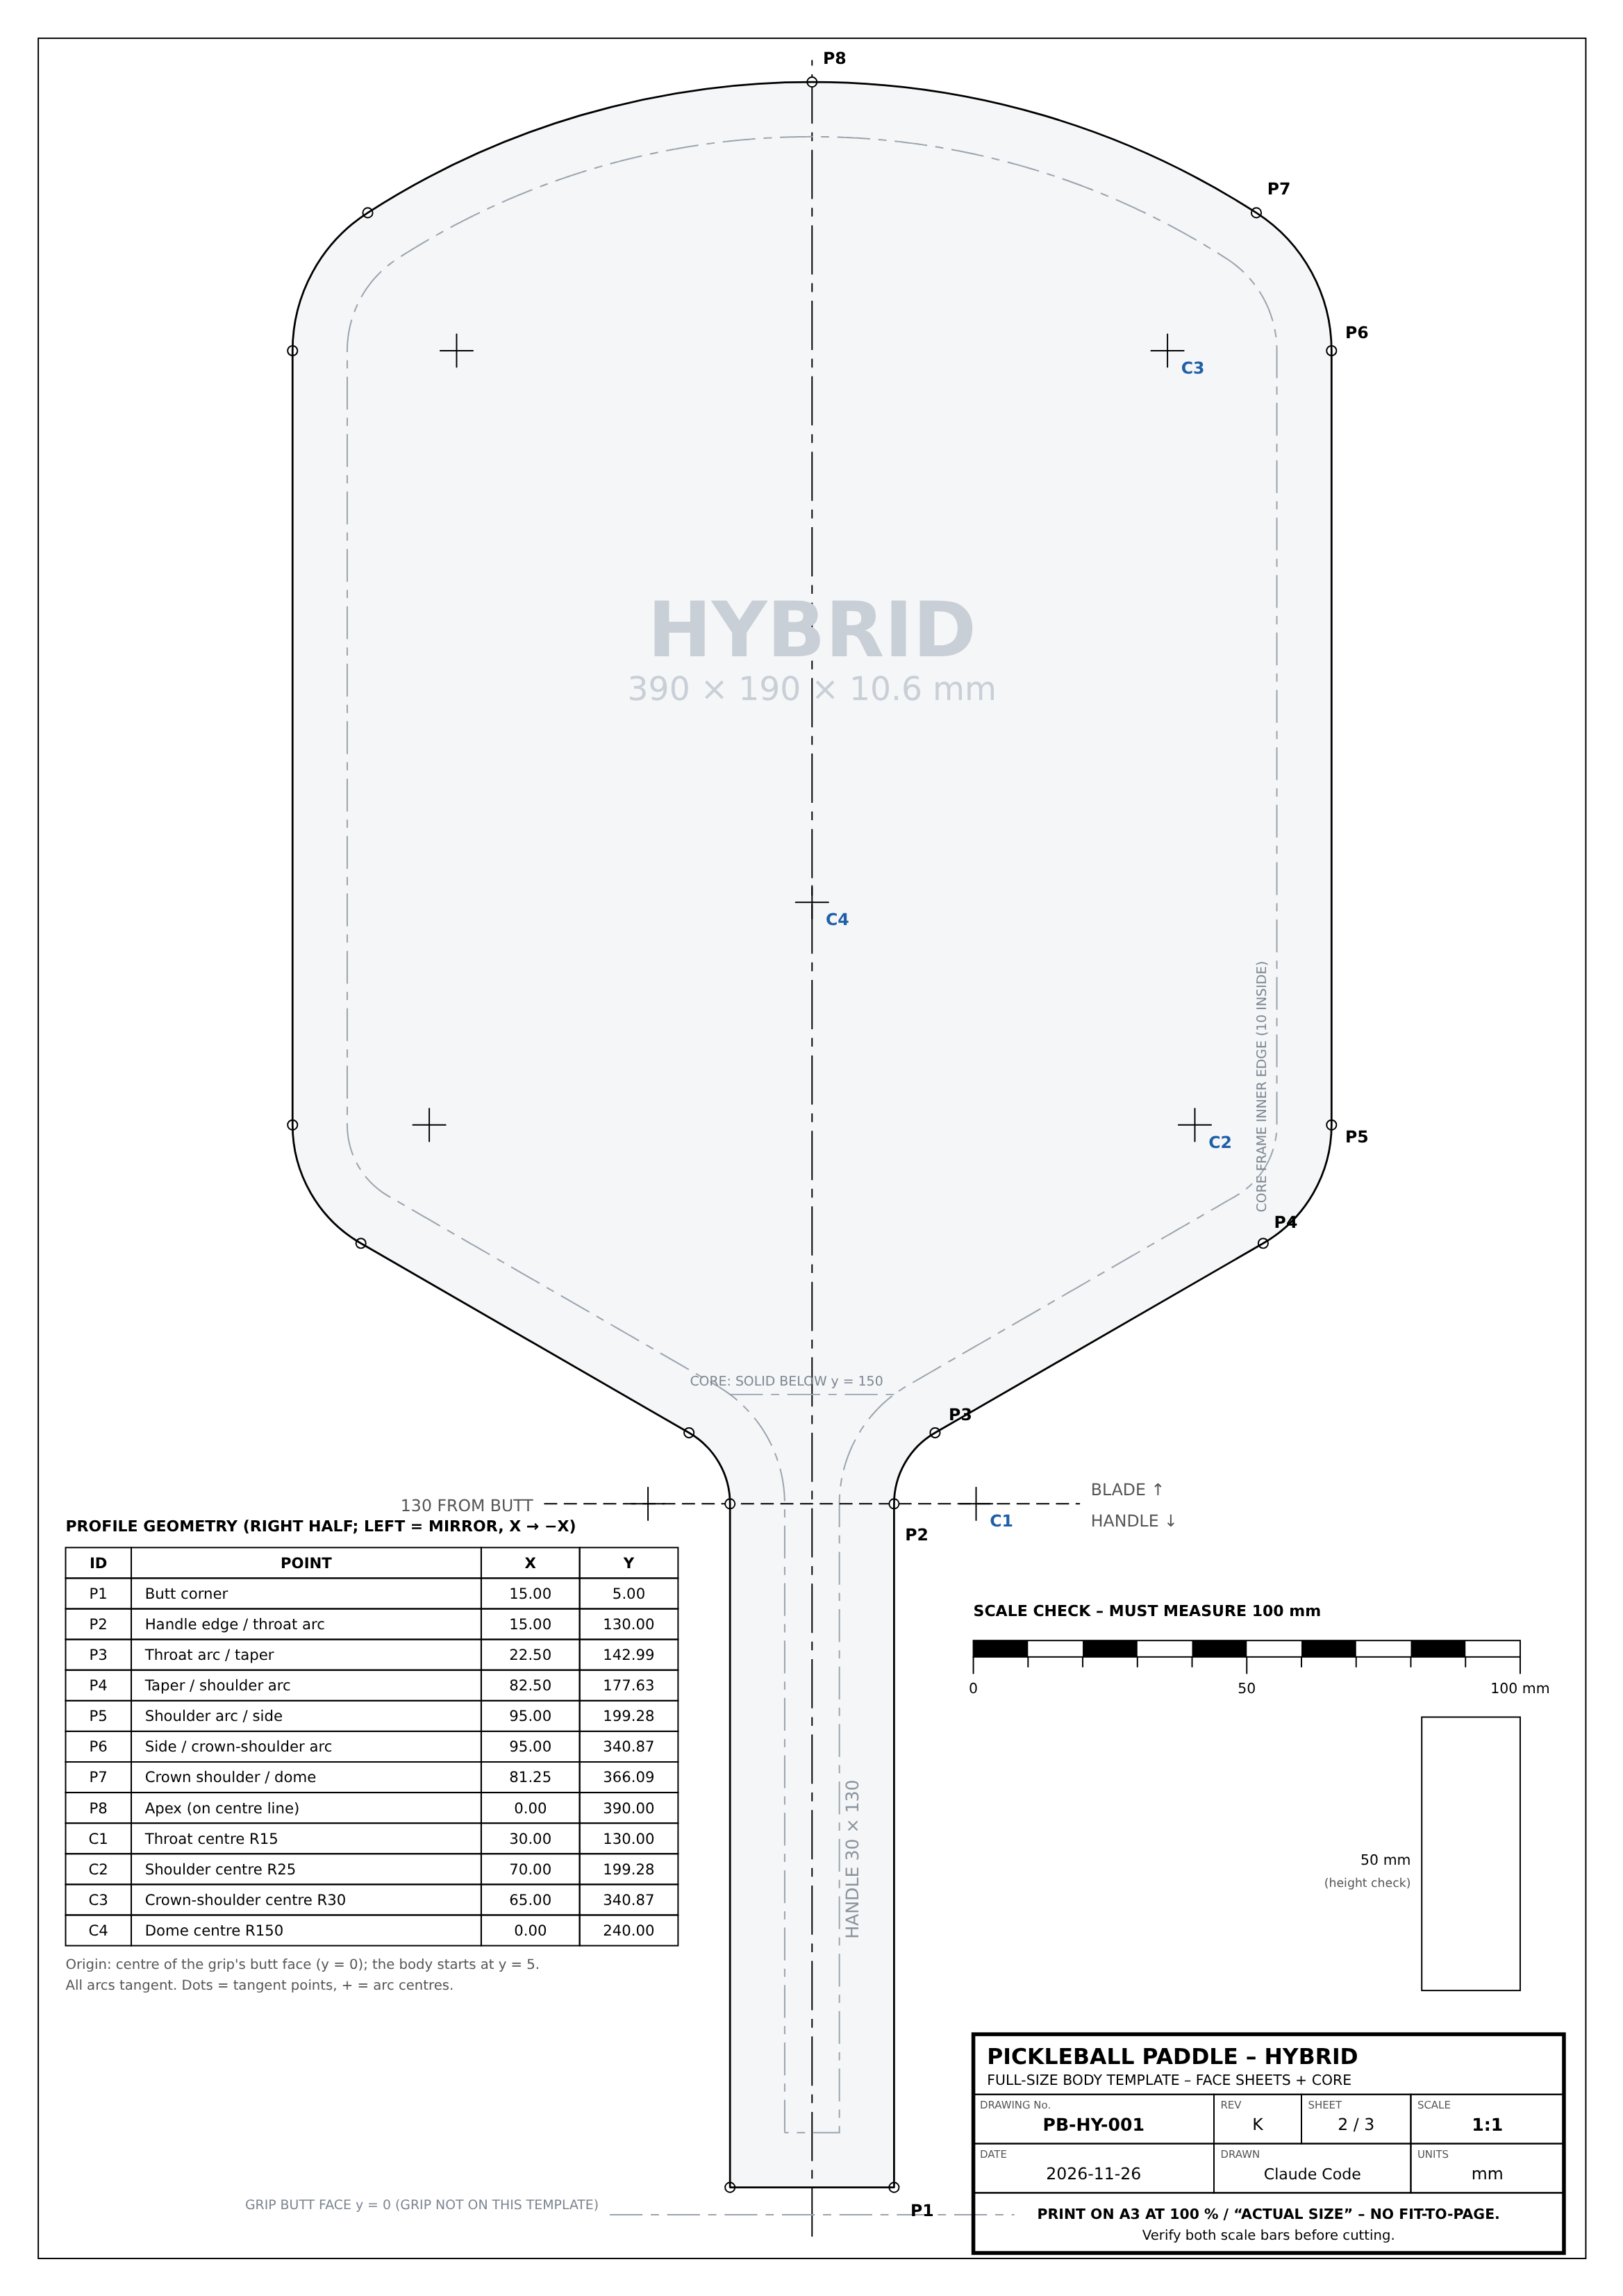 P8
P7
P6
C3
HYBRID
390 × 190 × 10.6 mm
C4
CORE FRAME INNER EDGE (10 INSIDE)
C2
P5
P4
CORE: SOLID BELOW y = 150
P3
130 FROM BUTT
BLADE ↑
HANDLE ↓
C1
P2
PROFILE GEOMETRY (RIGHT HALF; LEFT = MIRROR, X → −X)
ID POINT X Y
P1 Butt corner 15.00 5.00
P2 Handle edge / throat arc 15.00 130.00
P3 Throat arc / taper 22.50 142.99
P4 Taper / shoulder arc 82.50 177.63
P5 Shoulder arc / side 95.00 199.28
P6 Side / crown-shoulder arc 95.00 340.87
P7 Crown shoulder / dome 81.25 366.09
P8 Apex (on centre line) 0.00 390.00
C1 Throat centre R15 30.00 130.00
C2 Shoulder centre R25 70.00 199.28
C3 Crown-shoulder centre R30 65.00 340.87
C4 Dome centre R150 0.00 240.00
Origin: centre of the grip's butt face (y = 0); the body starts at y = 5.
All arcs tangent. Dots = tangent points, + = arc centres.
HANDLE 30 × 130
SCALE CHECK – MUST MEASURE 100 mm
0 50 100 mm
50 mm
(height check)
GRIP BUTT FACE y = 0 (GRIP NOT ON THIS TEMPLATE)
P1
PICKLEBALL PADDLE – HYBRID
FULL-SIZE BODY TEMPLATE – FACE SHEETS + CORE
DRAWING No. REV SHEET SCALE
PB-HY-001 K 2 / 3 1:1
DATE DRAWN UNITS
2026-11-26 Claude Code mm
PRINT ON A3 AT 100 % / “ACTUAL SIZE” – NO FIT-TO-PAGE.
Verify both scale bars before cutting.